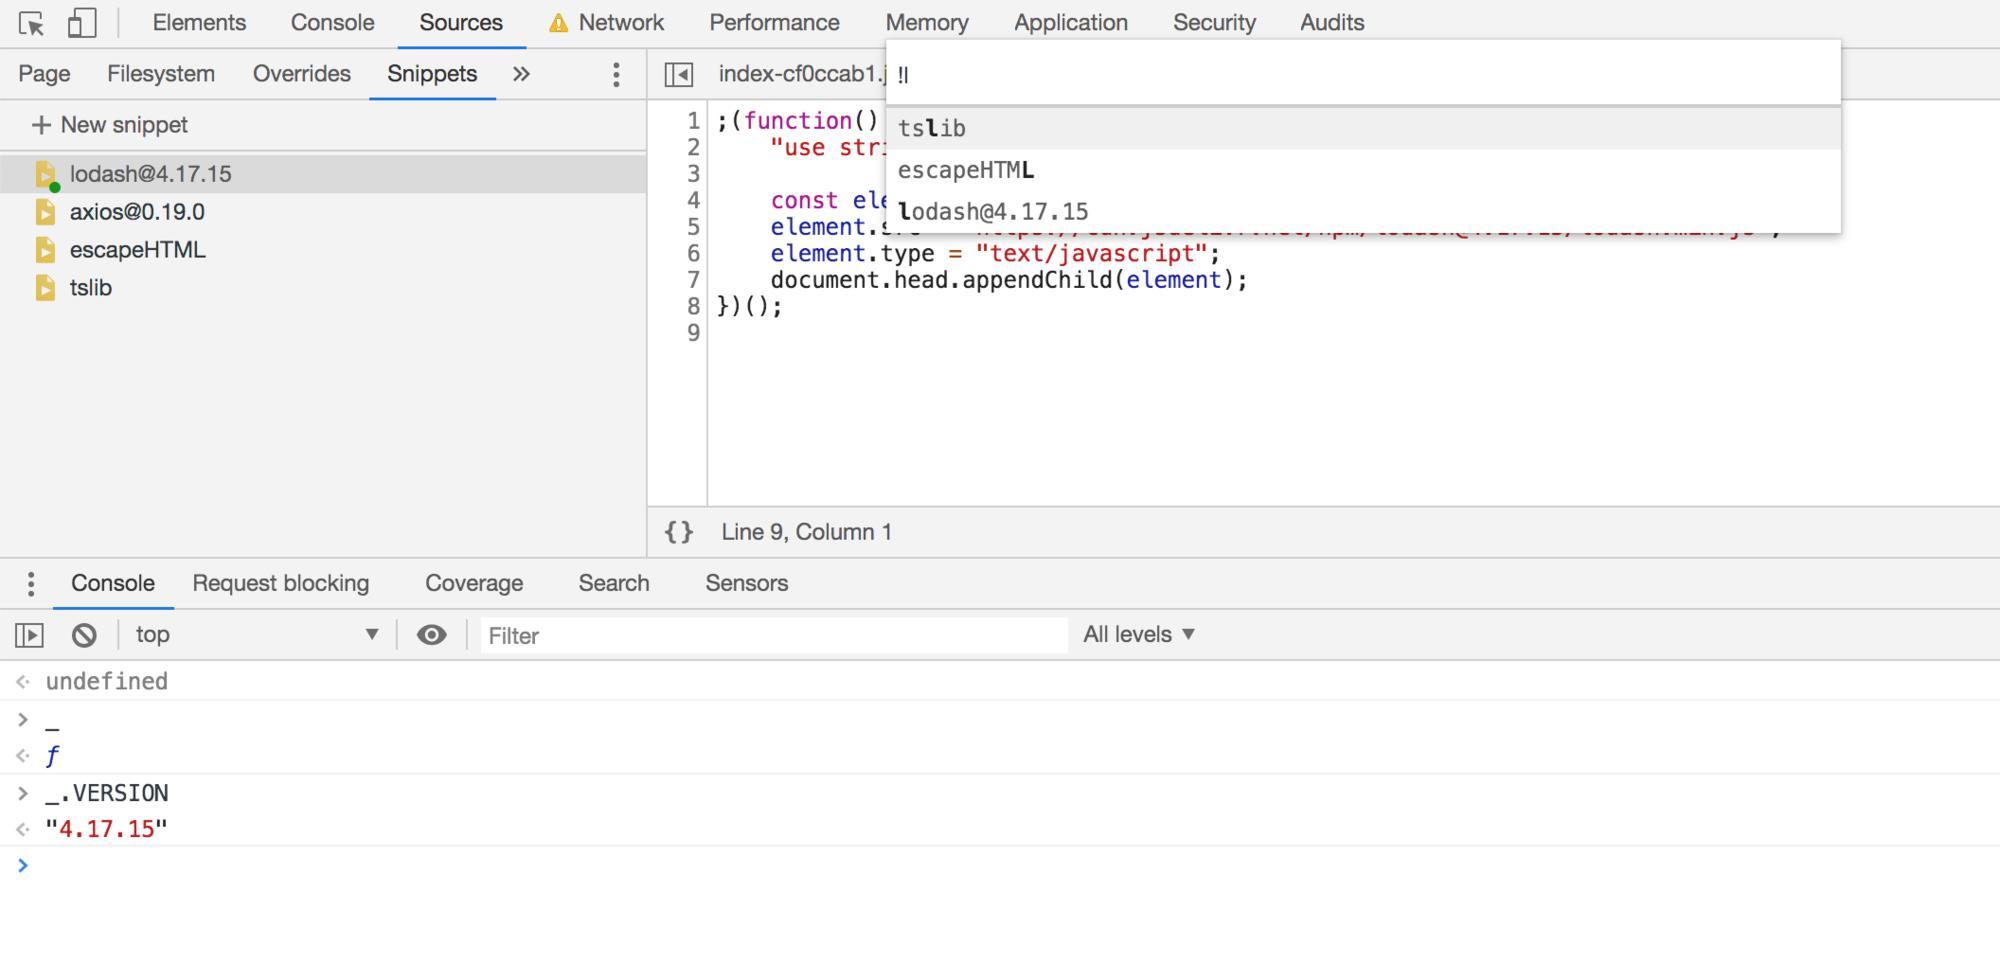 Elements Console Sources Network Performance Memory Application Security Audits
Page Filesystem Overrides Snippets »
index-cf0ccab1.j
!l
+ New snippet
lodash@4.17.15
axios@0.19.0
escapeHTML
tslib
tslib
escapeHTML
lodash@4.17.15
1 ;(function()
2 "use stri
3
4 const ele
5 element.src
6 element.type = "text/javascript";
7 document.head.appendChild(element);
8 })();
9
{} Line 9, Column 1
Console Request blocking Coverage Search Sensors
top ▼ Filter All levels ▼
undefined
> _
ƒ
> _.VERSION
"4.17.15"
>